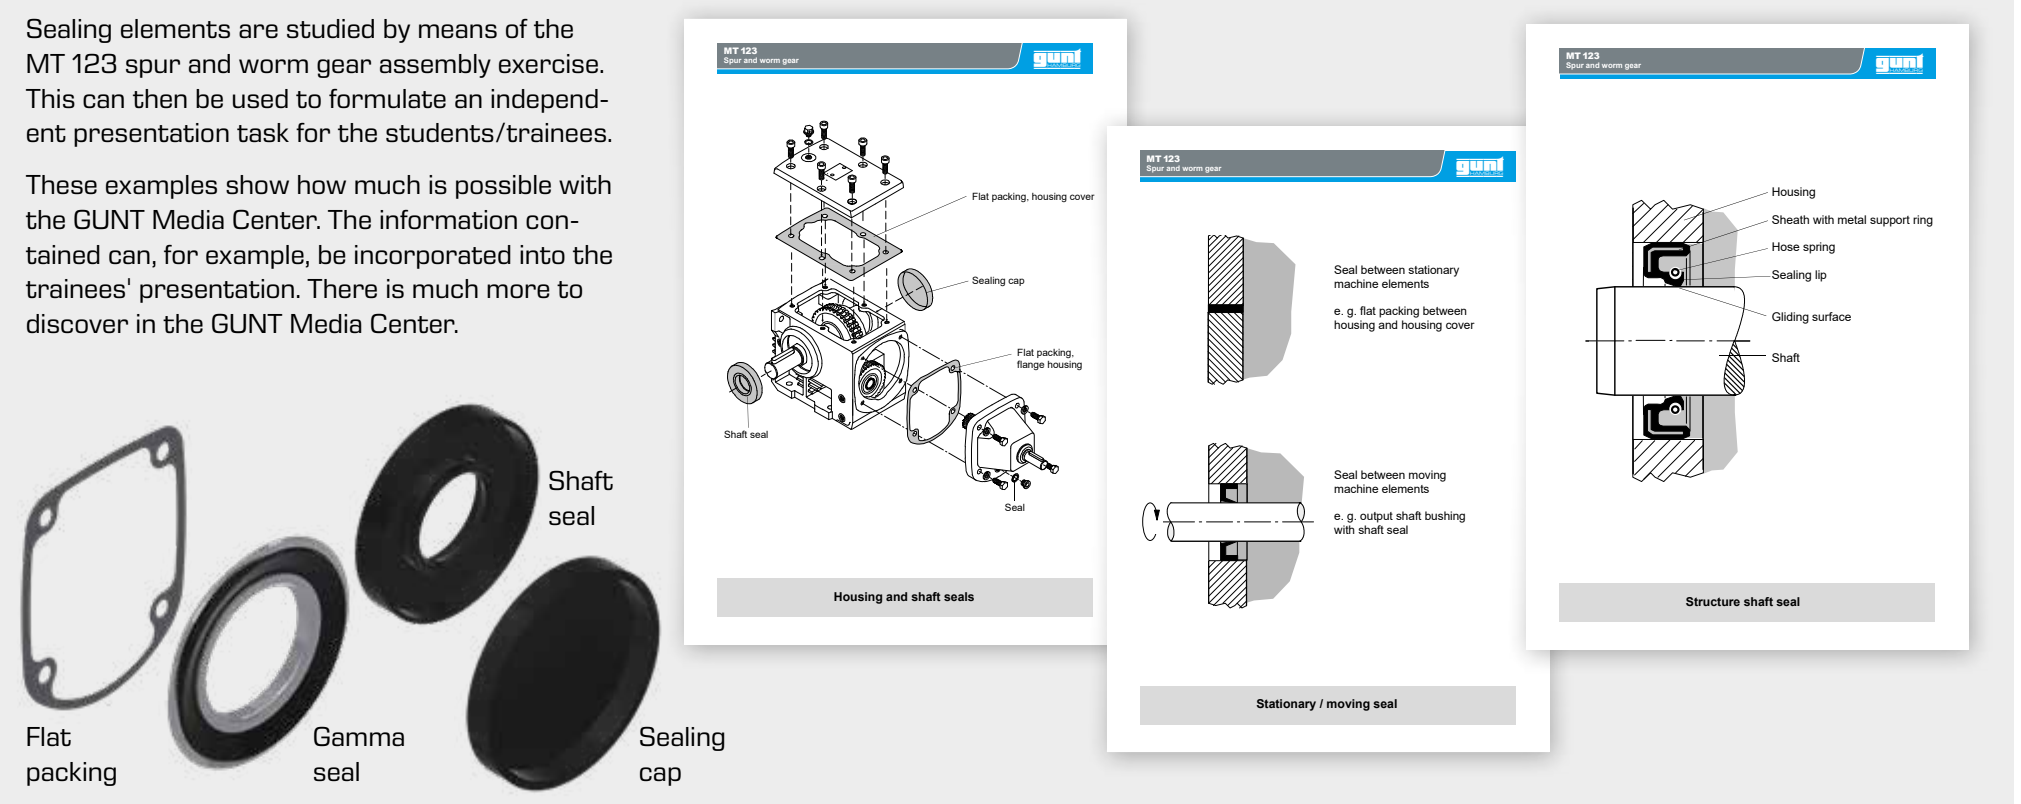 Sealing elements are studied by means of the
MT 123 spur and worm gear assembly exercise.
This can then be used to formulate an independ-
ent presentation task for the students/trainees.
These examples show how much is possible with
the GUNT Media Center. The information con-
tained can, for example, be incorporated into the
trainees' presentation. There is much more to
discover in the GUNT Media Center.
Shaft
seal
Flat
packing
Gamma
seal
Sealing
cap
MT 123
Spur and worm gear
gunt
HAMBURG
Flat packing, housing cover
Sealing cap
Flat packing,
flange housing
Shaft seal
Seal
Housing and shaft seals
MT 123
Spur and worm gear
gunt
HAMBURG
Seal between stationary
machine elements
e. g. flat packing between
housing and housing cover
Seal between moving
machine elements
e. g. output shaft bushing
with shaft seal
Stationary / moving seal
MT 123
Spur and worm gear
gunt
HAMBURG
Housing
Sheath with metal support ring
Hose spring
Sealing lip
Gliding surface
Shaft
Structure shaft seal